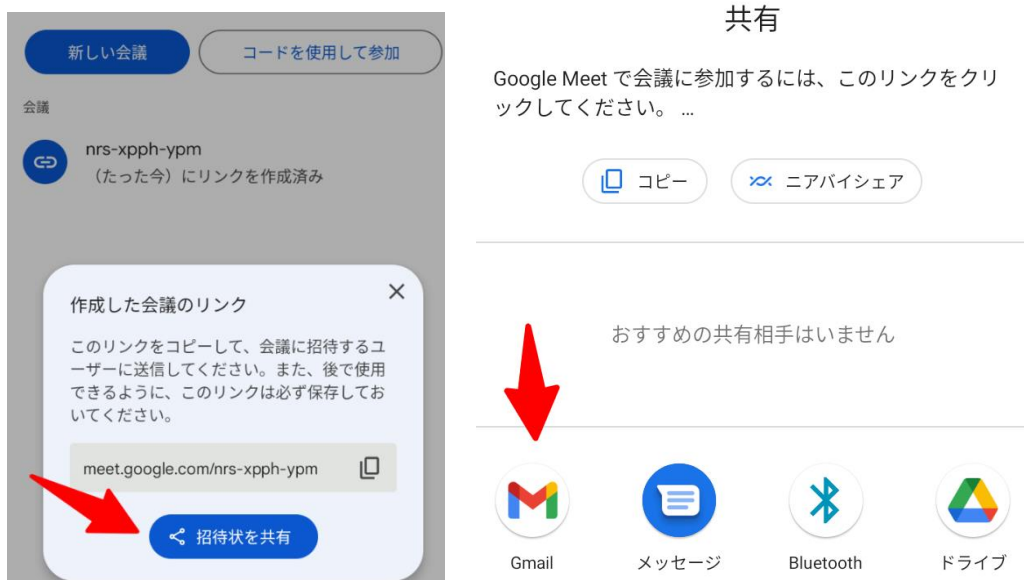 新しい会議
コードを使用して参加
会議
nrs-xpph-ypm
（たった今）にリンクを作成済み
作成した会議のリンク
このリンクをコピーして、会議に招待するユ
ーザーに送信してください。また、後で使用
できるように、このリンクは必ず保存してお
いてください。
meet.google.com/nrs-xpph-ypm
招待状を共有
共有
Google Meet で会議に参加するには、このリンクをクリ
ックしてください。 ...
コピー
ニアバイシェア
おすすめの共有相手はいません
Gmail
メッセージ
Bluetooth
ドライブ